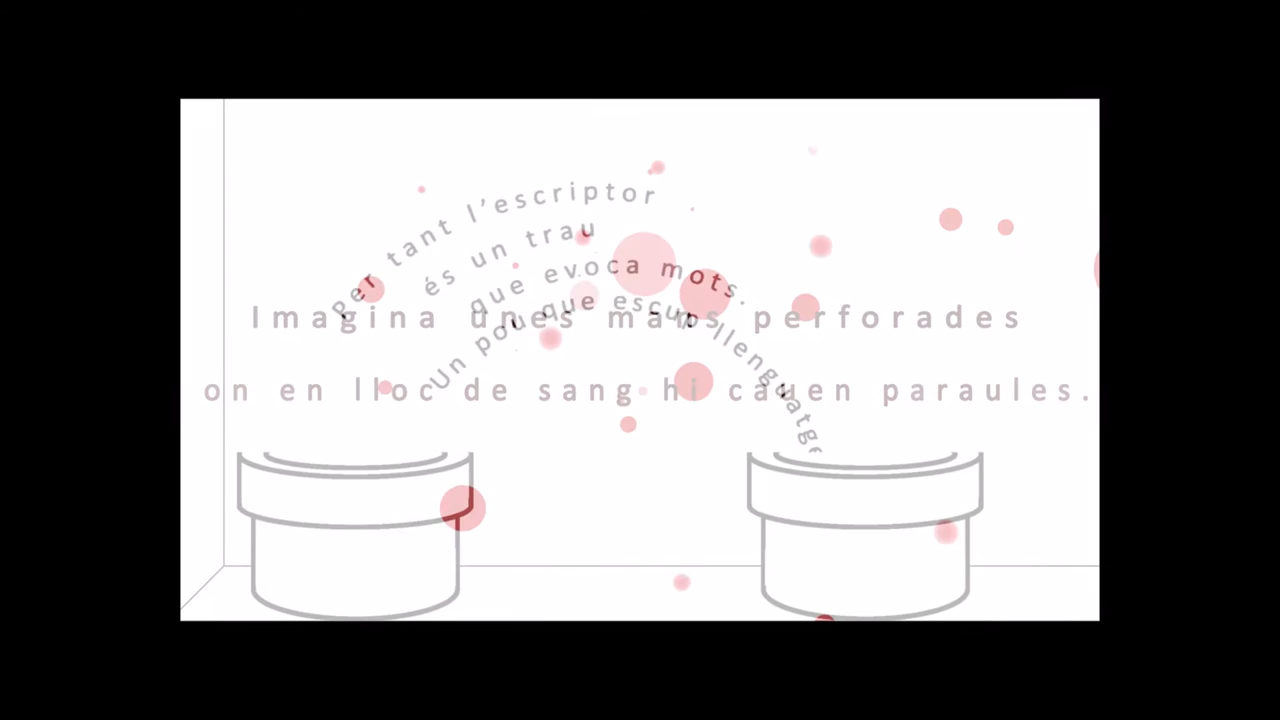 Per tant l’escriptor
és un trau
que evoca mots.
Un pou que escup llenguatge
Imagina unes mans perforades
on en lloc de sang hi cauen paraules.